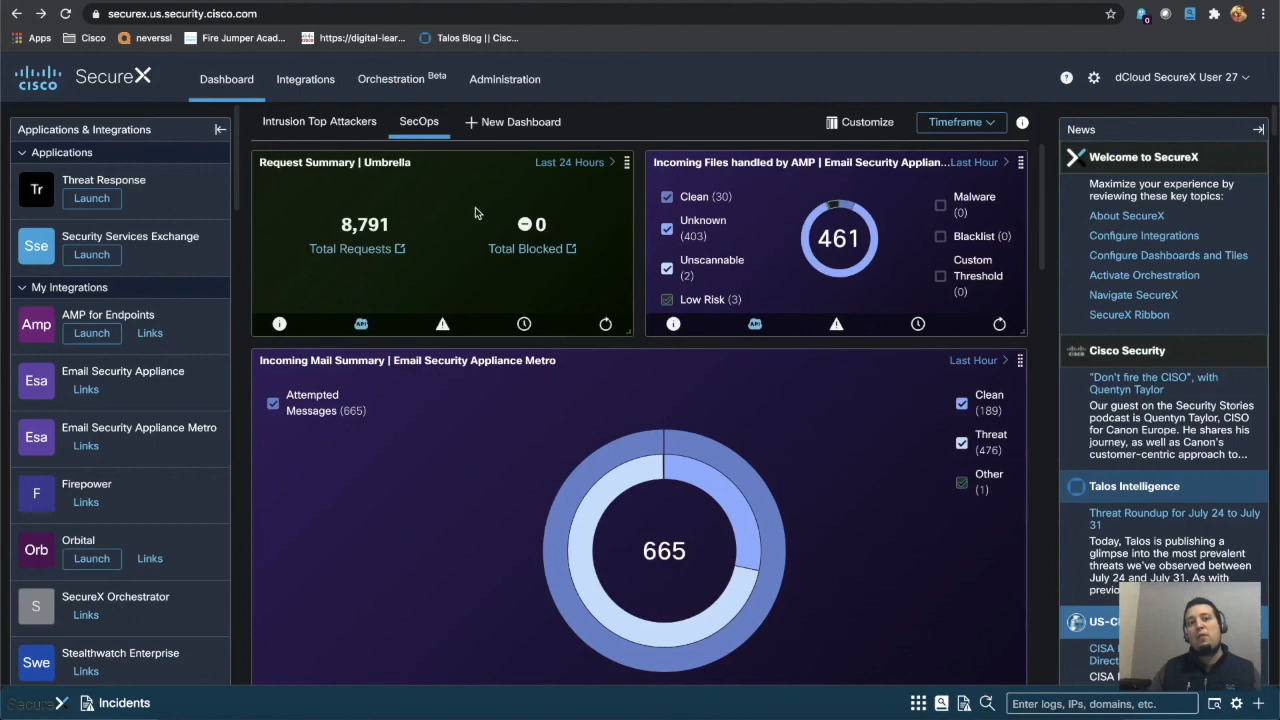 securex.us.security.cisco.com
0
Apps
Cisco
neverssl
Fire Jumper Acad...
https://digital-lear...
Talos Blog || Cisc...
CISCO
SecureX
Dashboard
Integrations
Orchestration Beta
Administration
dCloud SecureX User 27
Applications & Integrations
Applications
Tr
Threat Response
Launch
Sse
Security Services Exchange
Launch
My Integrations
Amp
AMP for Endpoints
Launch
Links
Esa
Email Security Appliance
Links
Esa
Email Security Appliance Metro
Links
F
Firepower
Links
Orb
Orbital
Launch
Links
S
SecureX Orchestrator
Links
Swe
Stealthwatch Enterprise
Links
Intrusion Top Attackers
SecOps
New Dashboard
Customize
Timeframe
Request Summary | Umbrella
Last 24 Hours
8,791
Total Requests
0
Total Blocked
API
Incoming Files handled by AMP | Email Security Applian...
Last Hour
Clean (30)
Unknown
(403)
Unscannable
(2)
Low Risk (3)
461
Malware
(0)
Blacklist (0)
Custom
Threshold
(0)
API
Incoming Mail Summary | Email Security Appliance Metro
Last Hour
Attempted
Messages (665)
665
Clean
(189)
Threat
(476)
Other
(1)
News
Welcome to SecureX
Maximize your experience by
reviewing these key topics:
About SecureX
Configure Integrations
Configure Dashboards and Tiles
Activate Orchestration
Navigate SecureX
SecureX Ribbon
Cisco Security
"Don't fire the CISO", with
Quentyn Taylor
Our guest on the Security Stories
podcast is Quentyn Taylor, CISO
for Canon Europe. He shares his
journey, as well as Canon's
customer-centric approach to...
Talos Intelligence
Threat Roundup for July 24 to July
31
Today, Talos is publishing a
glimpse into the most prevalent
threats we've observed between
July 24 and July 31. As with
previo
CISA
Direc
CISA
SecureX
Incidents
Enter logs, IPs, domains, etc.